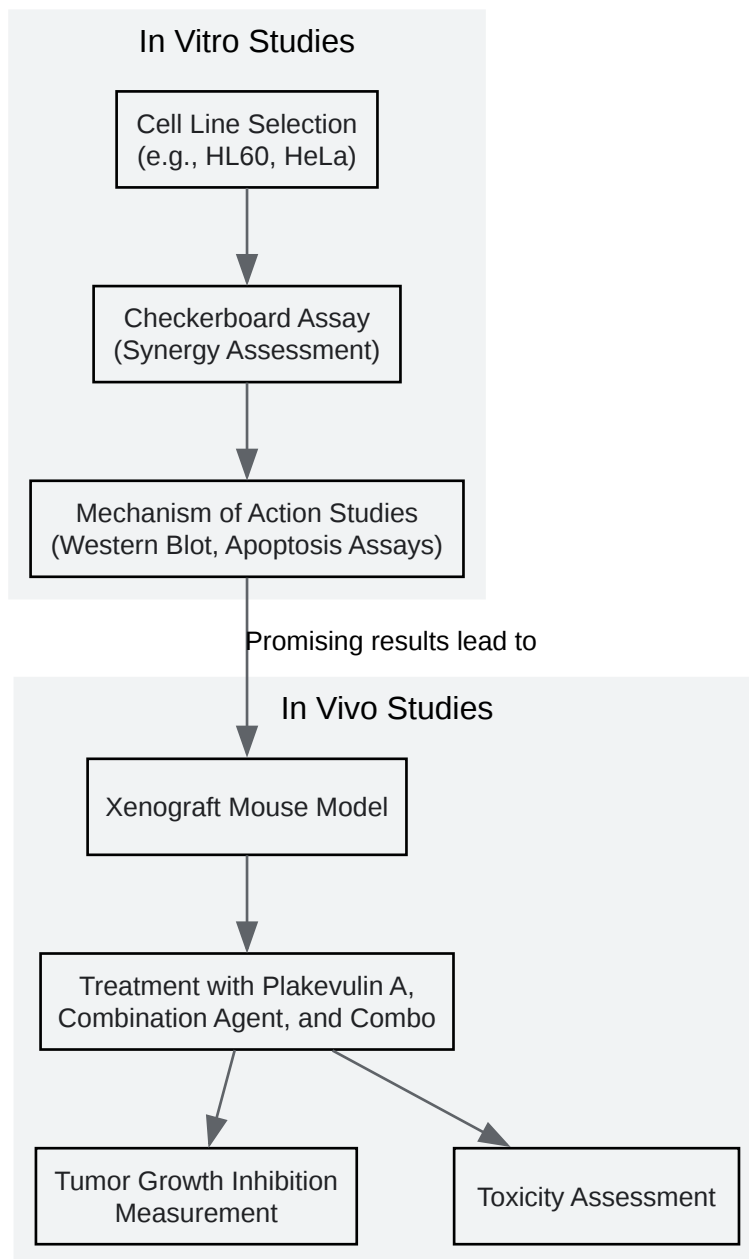 In Vitro Studies
Cell Line Selection
(e.g., HL60, HeLa)
Checkerboard Assay
(Synergy Assessment)
Mechanism of Action Studies
(Western Blot, Apoptosis Assays)
Promising results lead to
In Vivo Studies
Xenograft Mouse Model
Treatment with Plakevulin A,
Combination Agent, and Combo
Tumor Growth Inhibition
Measurement
Toxicity Assessment